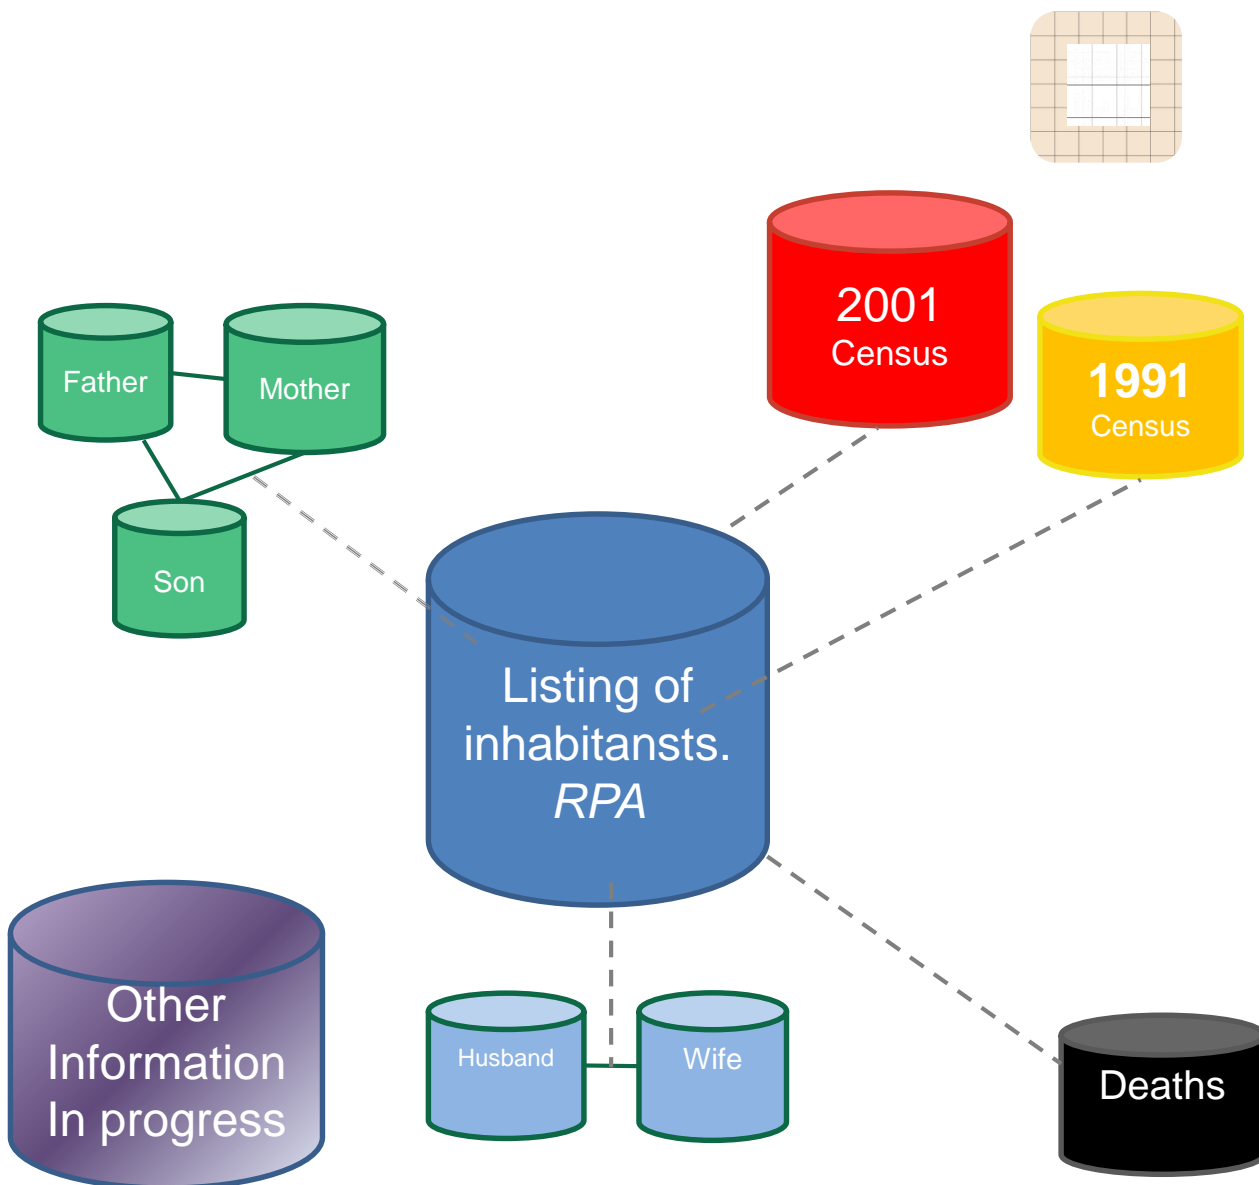 2001
Census
1991
Census
Father
Mother
Son
Listing of
inhabitansts.
RPA
Other
Information
In progress
Husband
Wife
Deaths